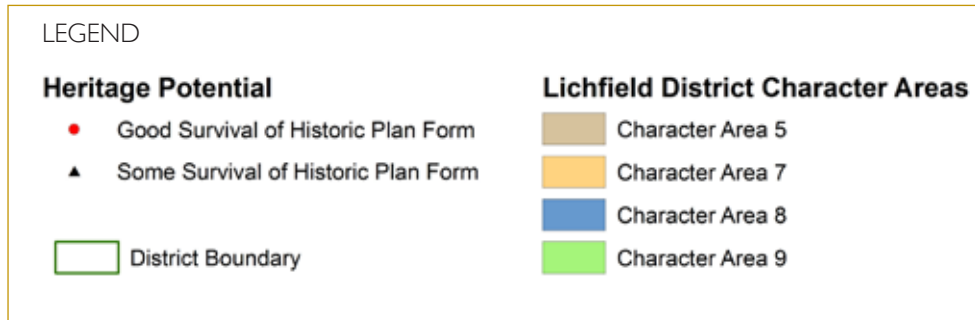 LEGEND
Heritage Potential
Good Survival of Historic Plan Form
Some Survival of Historic Plan Form
District Boundary
Lichfield District Character Areas
Character Area 5
Character Area 7
Character Area 8
Character Area 9